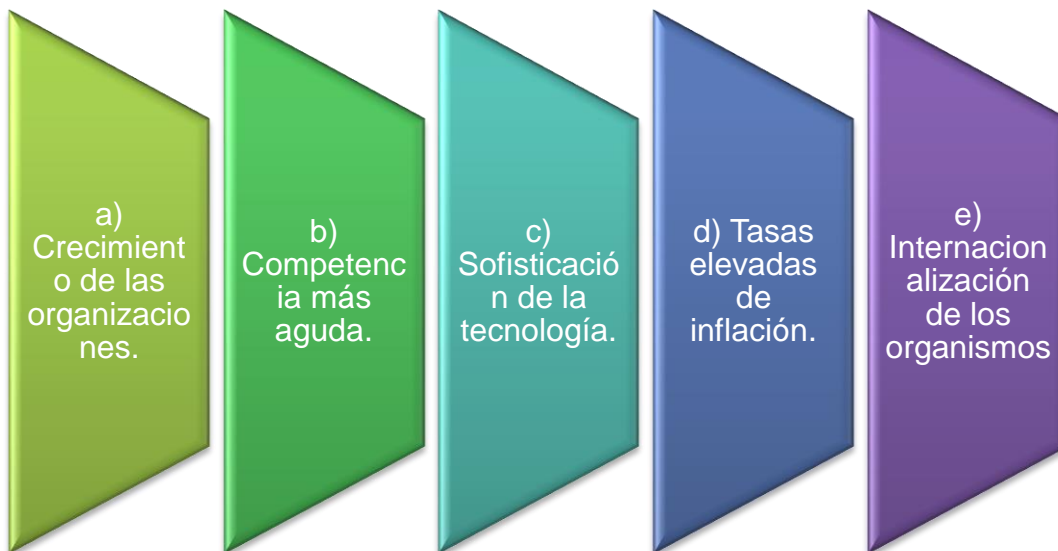 a)
Crecimient
o de las
organizacio
nes.
b)
Competenc
ia más
aguda.
c)
Sofisticació
n de la
tecnología.
d) Tasas
elevadas
de
inflación.
e)
Internacion
alización
de los
organismos